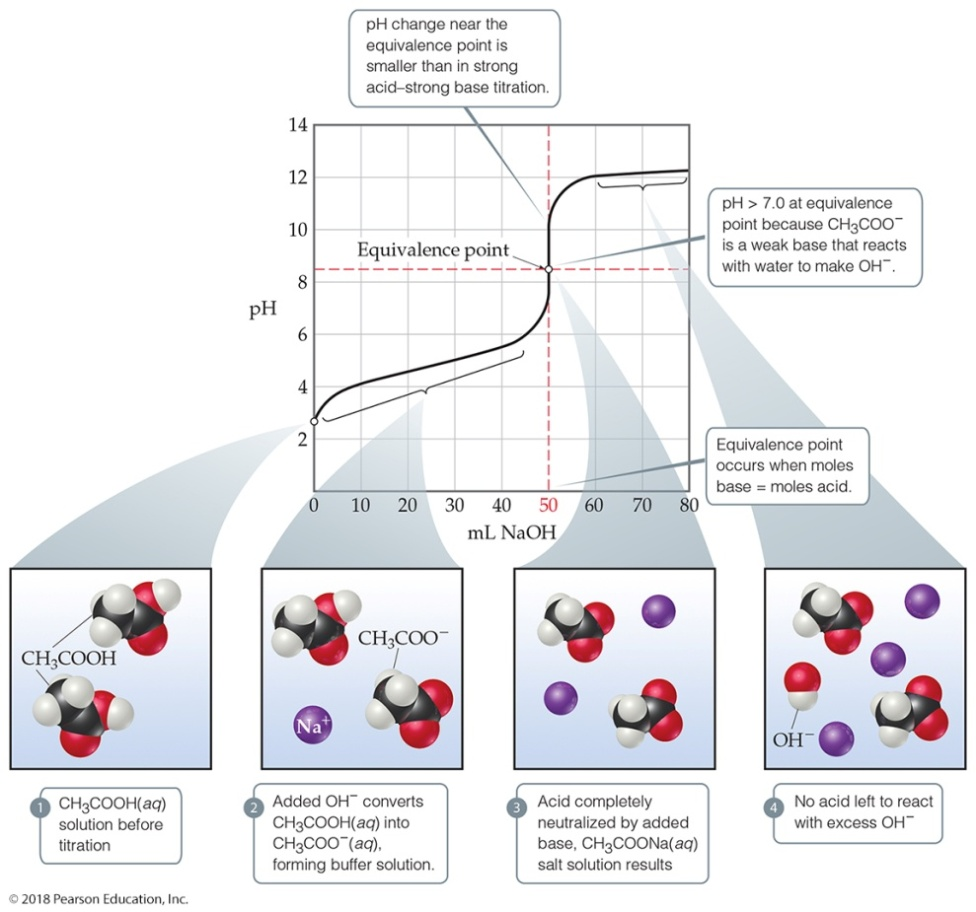 pH change near the
equivalence point is
smaller than in strong
acid–strong base titration.
14
12
10
8
6
4
2
pH
Equivalence point
pH > 7.0 at equivalence
point because CH₃COO⁻
is a weak base that reacts
with water to make OH⁻.
Equivalence point
occurs when moles
base = moles acid.
0 10 20 30 40 50 60 70 80
mL NaOH
CH₃COOH
CH₃COO⁻
Na⁺
OH⁻
1 CH₃COOH(aq)
solution before
titration
2 Added OH⁻ converts
CH₃COOH(aq) into
CH₃COO⁻(aq),
forming buffer solution.
3 Acid completely
neutralized by added
base, CH₃COONa(aq)
salt solution results
4 No acid left to react
with excess OH⁻
© 2018 Pearson Education, Inc.